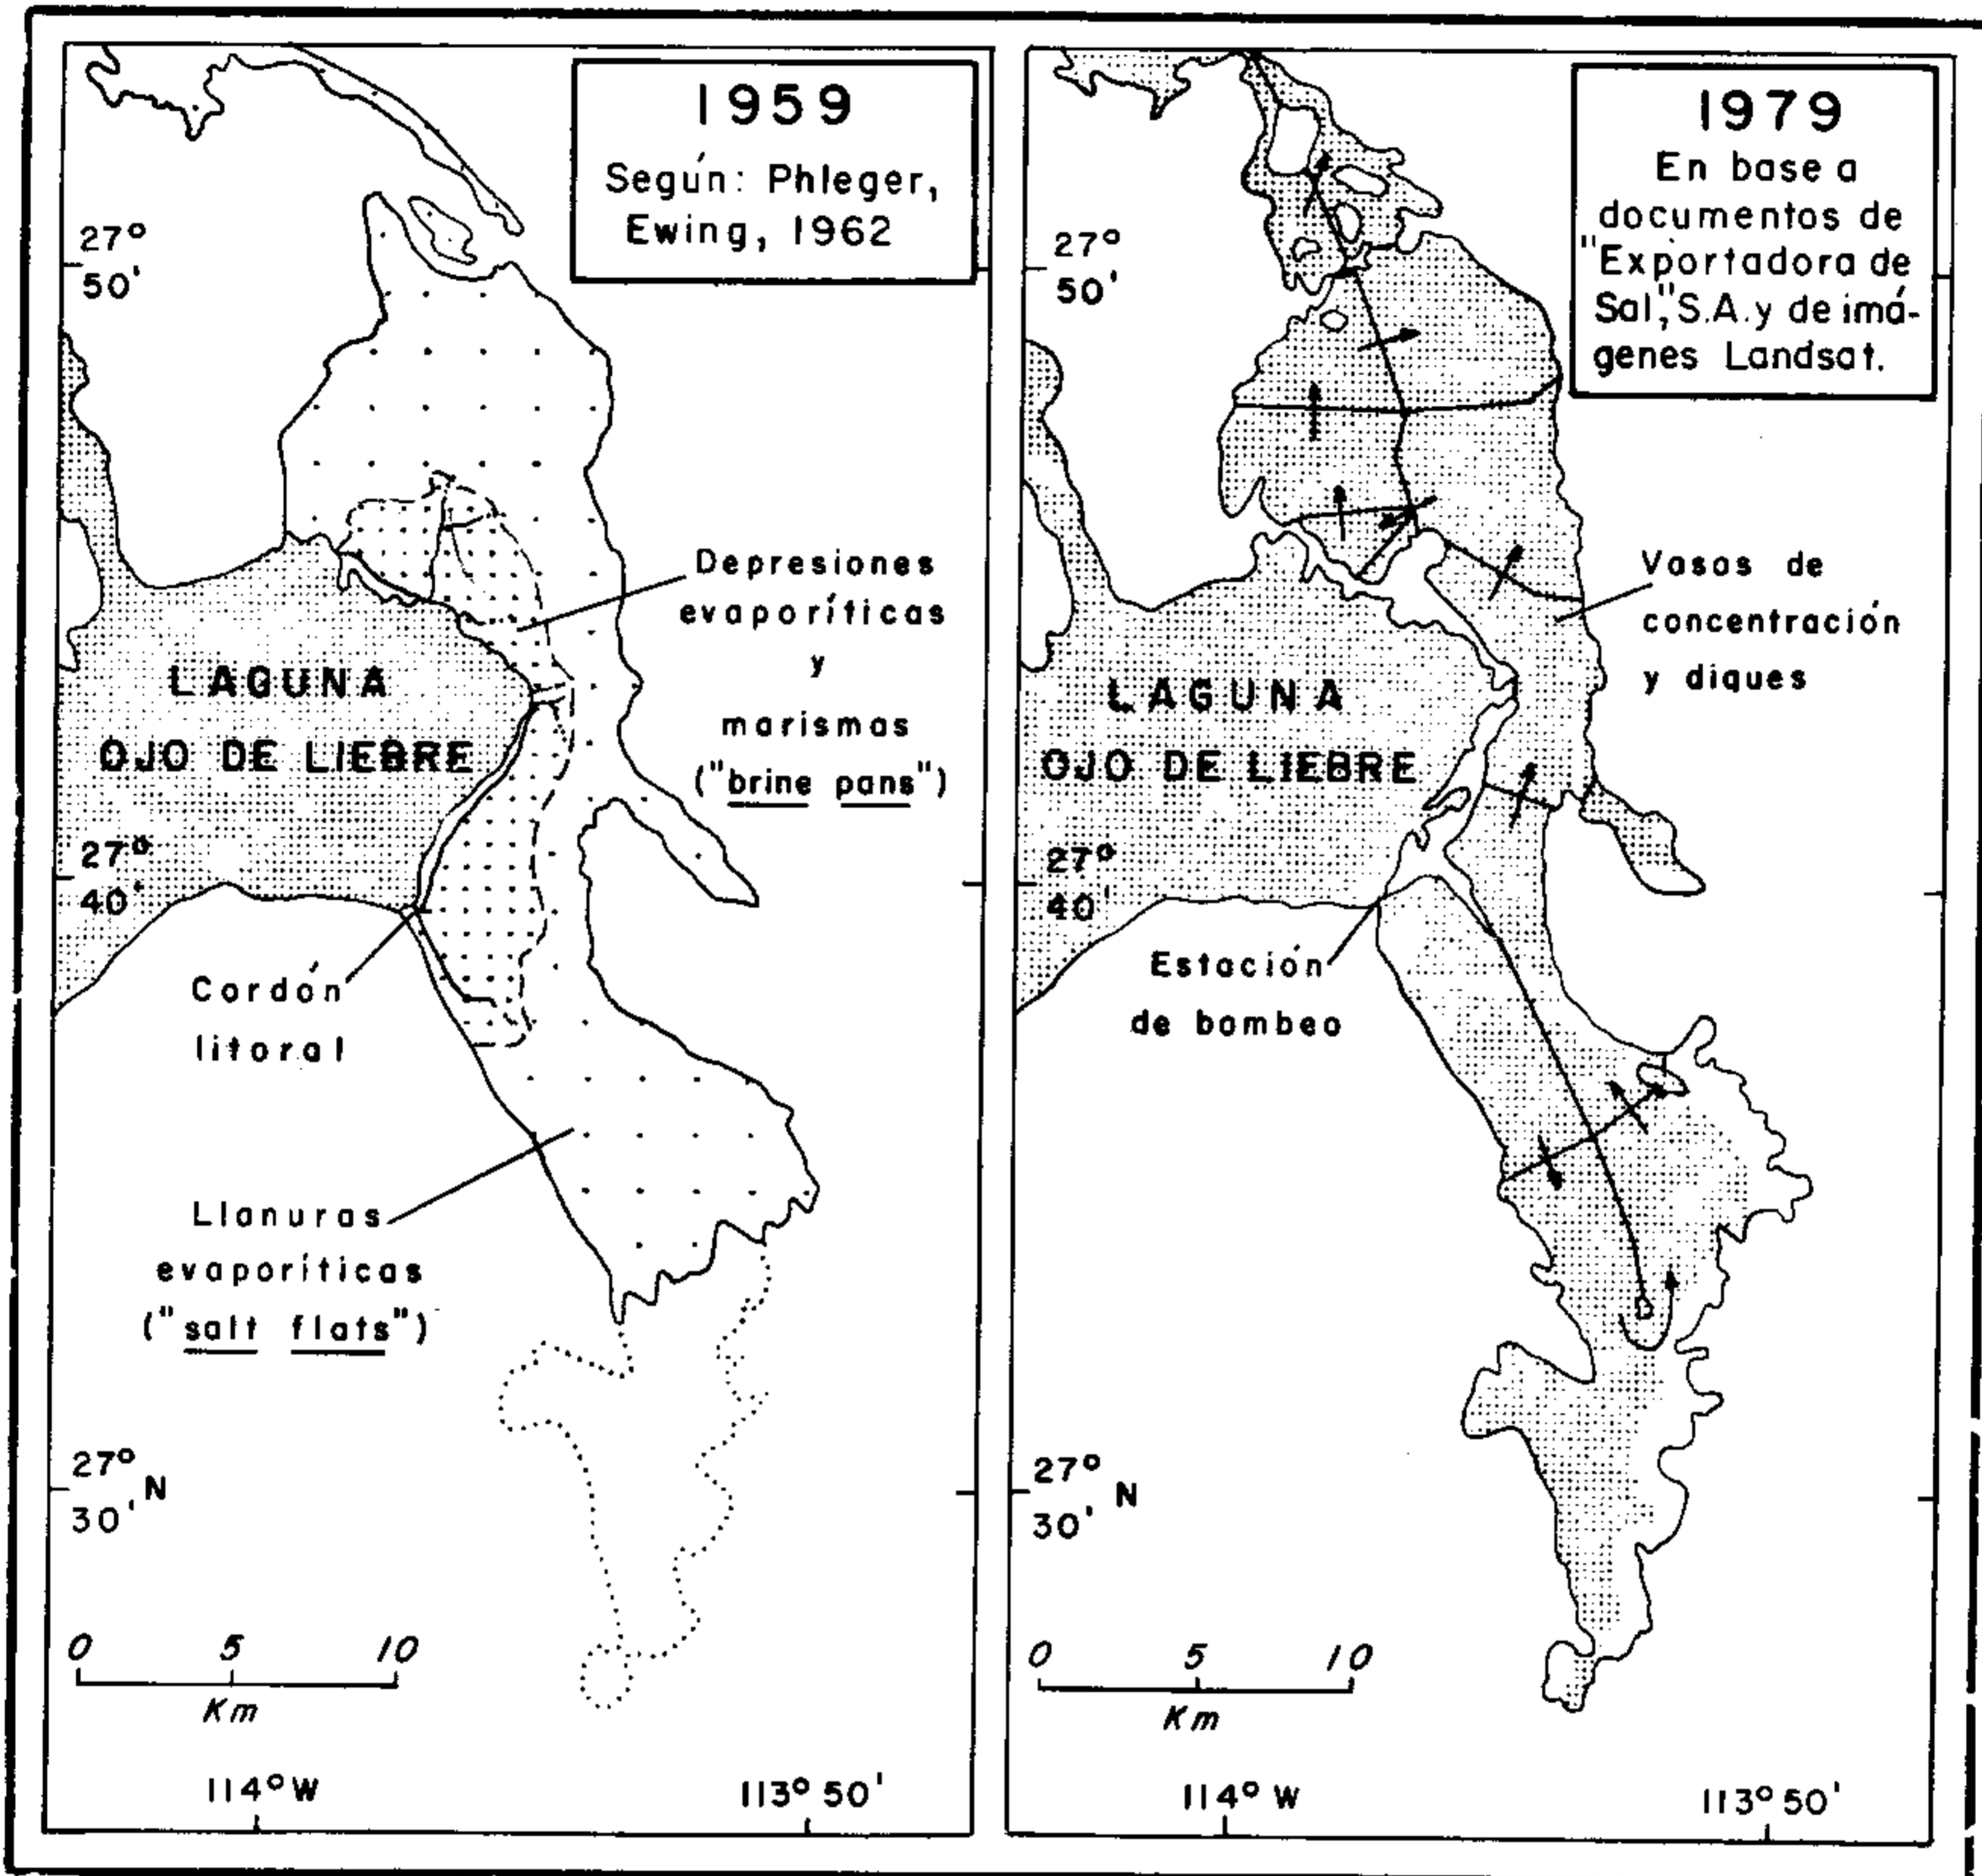 1959
Según: Phleger,
Ewing, 1962
27°
50'
Depresiones
evaporíticas
y
marismas
("brine pans")
LAGUNA
OJO DE LIEBRE
27°
40'
Cordón
litoral
Llanuras
evaporíticas
("salt flats")
27°
30' N
0 5 10
Km
114° W 113° 50'
1979
En base a
documentos de
"Exportadora de
Sal", S.A. y de imá-
genes Landsat.
27°
50'
Vasos de
concentración
y diques
LAGUNA
OJO DE LIEBRE
27°
40'
Estación
de bombeo
27°
30' N
0 5 10
Km
114° W 113° 50'